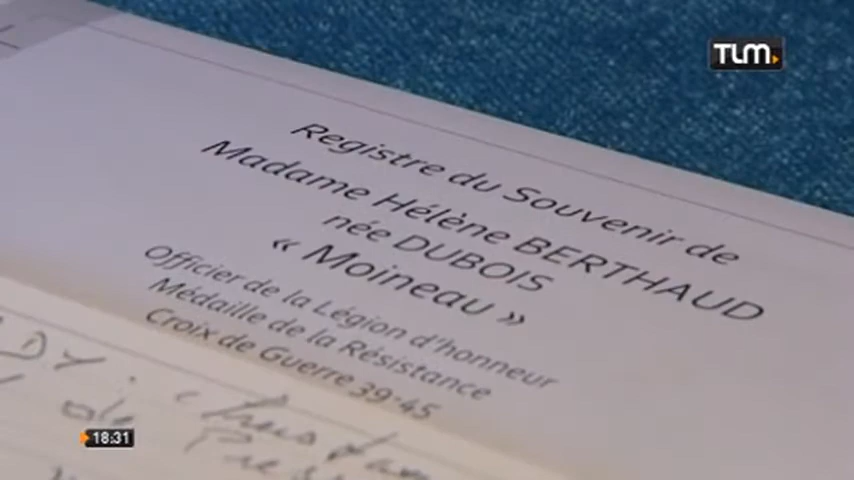 TLM
Registre du Souvenir de
Madame Hélène BERTHAUD
née DUBOIS
« Moineau »
Officier de la Légion d'honneur
Médaille de la Résistance
Croix de Guerre 39-45
18:31